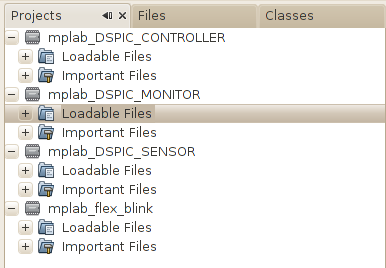 Projects Files Classes
mplab_DSPIC_CONTROLLER
Loadable Files
Important Files
mplab_DSPIC_MONITOR
Loadable Files
Important Files
mplab_DSPIC_SENSOR
Loadable Files
Important Files
mplab_flex_blink
Loadable Files
Important Files